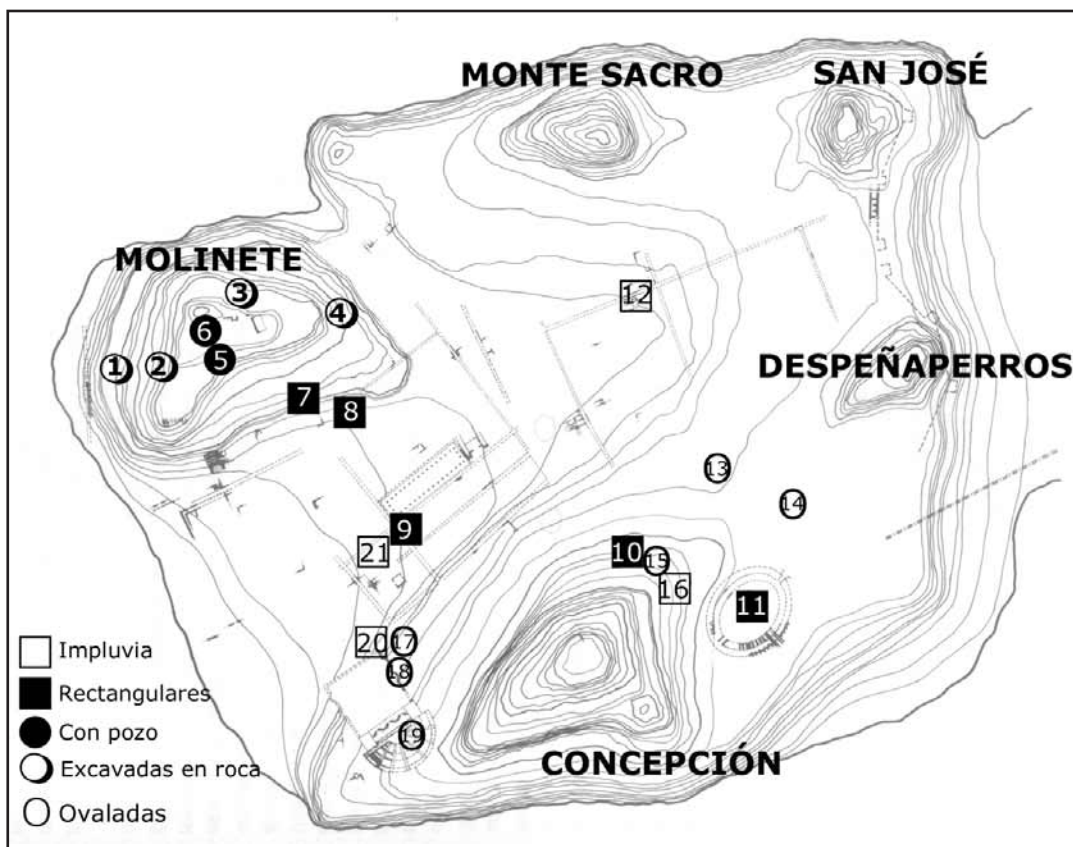 MONTE SACRO
SAN JOSÉ
MOLINETE
3
12
4
6
5
1
2
DESPEÑAPERROS
7
8
13
14
9
21
10
15
16
11
20
17
18
19
Impluvia
Rectangulares
Con pozo
Excavadas en roca
Ovaladas
CONCEPCIÓN